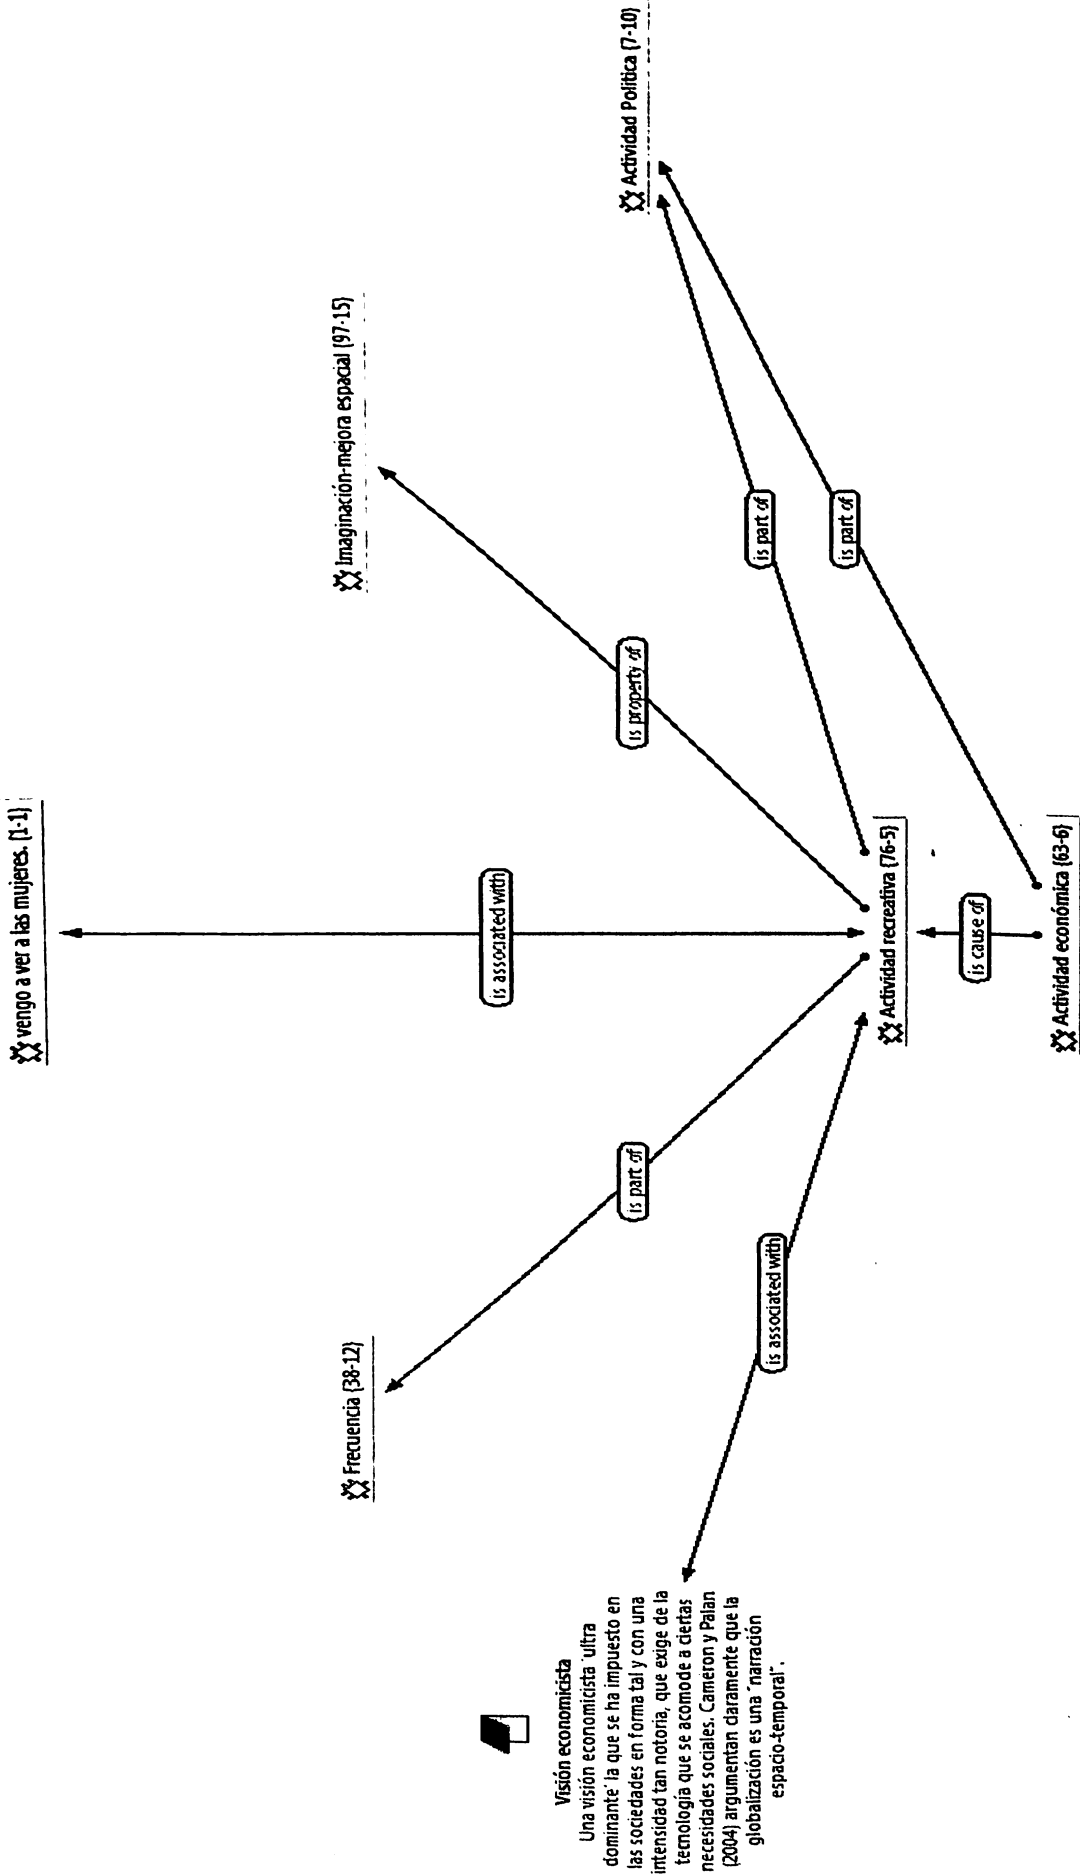 vengo a ver a las mujeres. {1-1}
is associated with
Frecuencia {38-12}
Imaginación-mejora espacial {97-15}
is part of
is property of
Visión economicista
Una visión economicista ¨ultra
dominante¨ la que se ha impuesto en
las sociedades en forma tal y con una
intensidad tan notoria, que exige de la
tecnología que se acomode a ciertas
necesidades sociales. Cameron y Palan
(2004) argumentan claramente que la
globalización es una ¨narración
espacio-temporal¨.
Actividad Política {7-10}
is associated with
is part of
is part of
Actividad recreativa {76-5}
is cause of
Actividad económica {63-6}